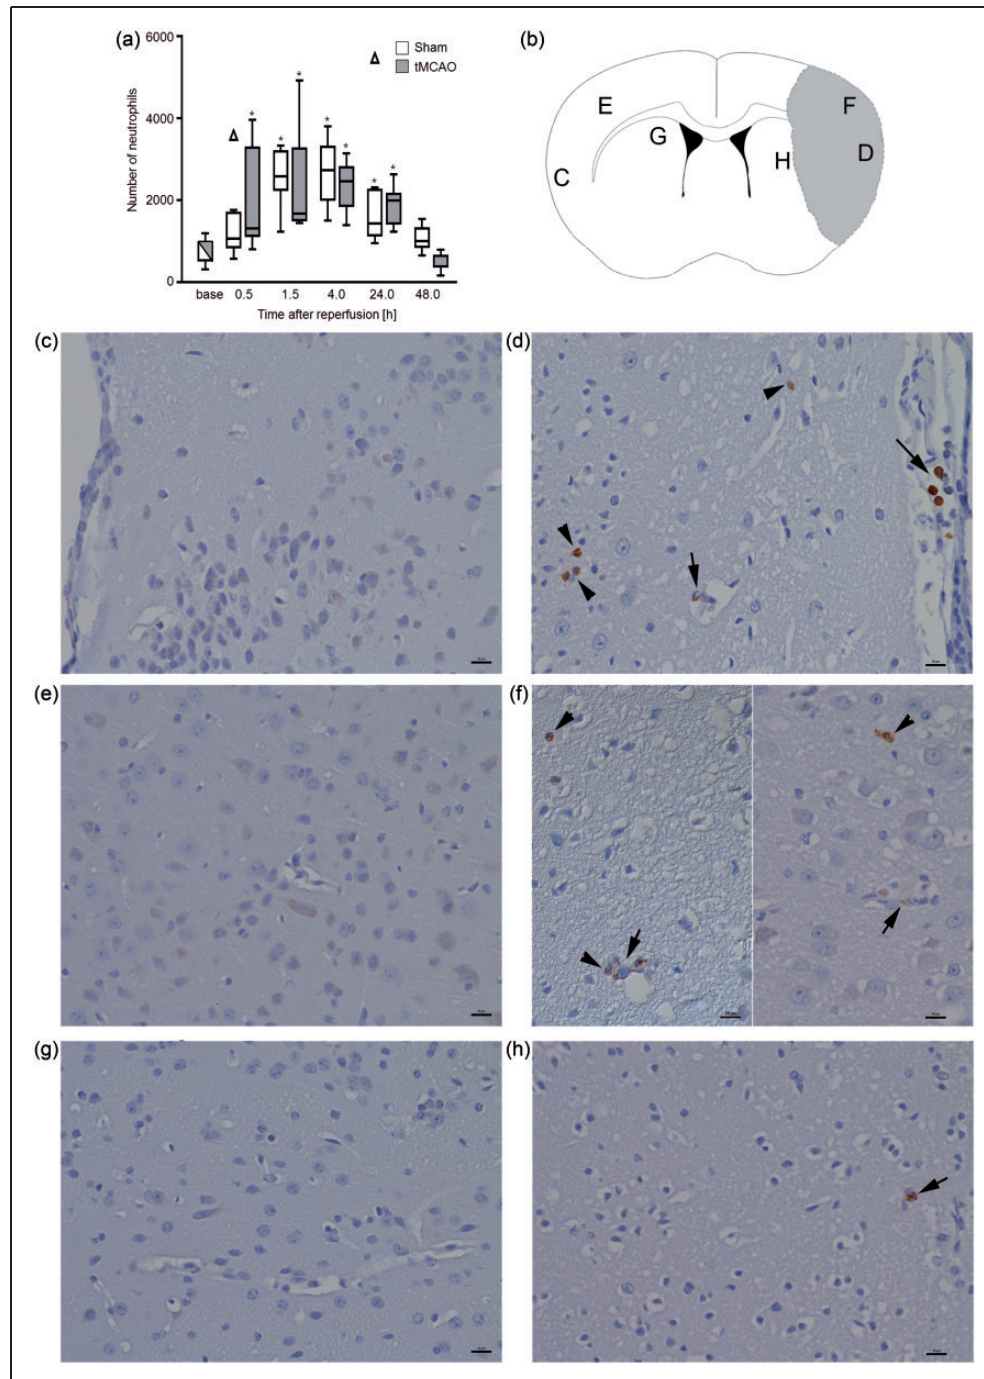 (a)
6000
4000
2000
0
Number of neutrophils
Δ
Sham
tMCAO
Δ
*
*
*
*
*
*
*
base 0.5 1.5 4.0 24.0 48.0
Time after reperfusion [h]
(b)
E
F
G
H
D
C
(c)
(d)
(e)
(f)
(g)
(h)